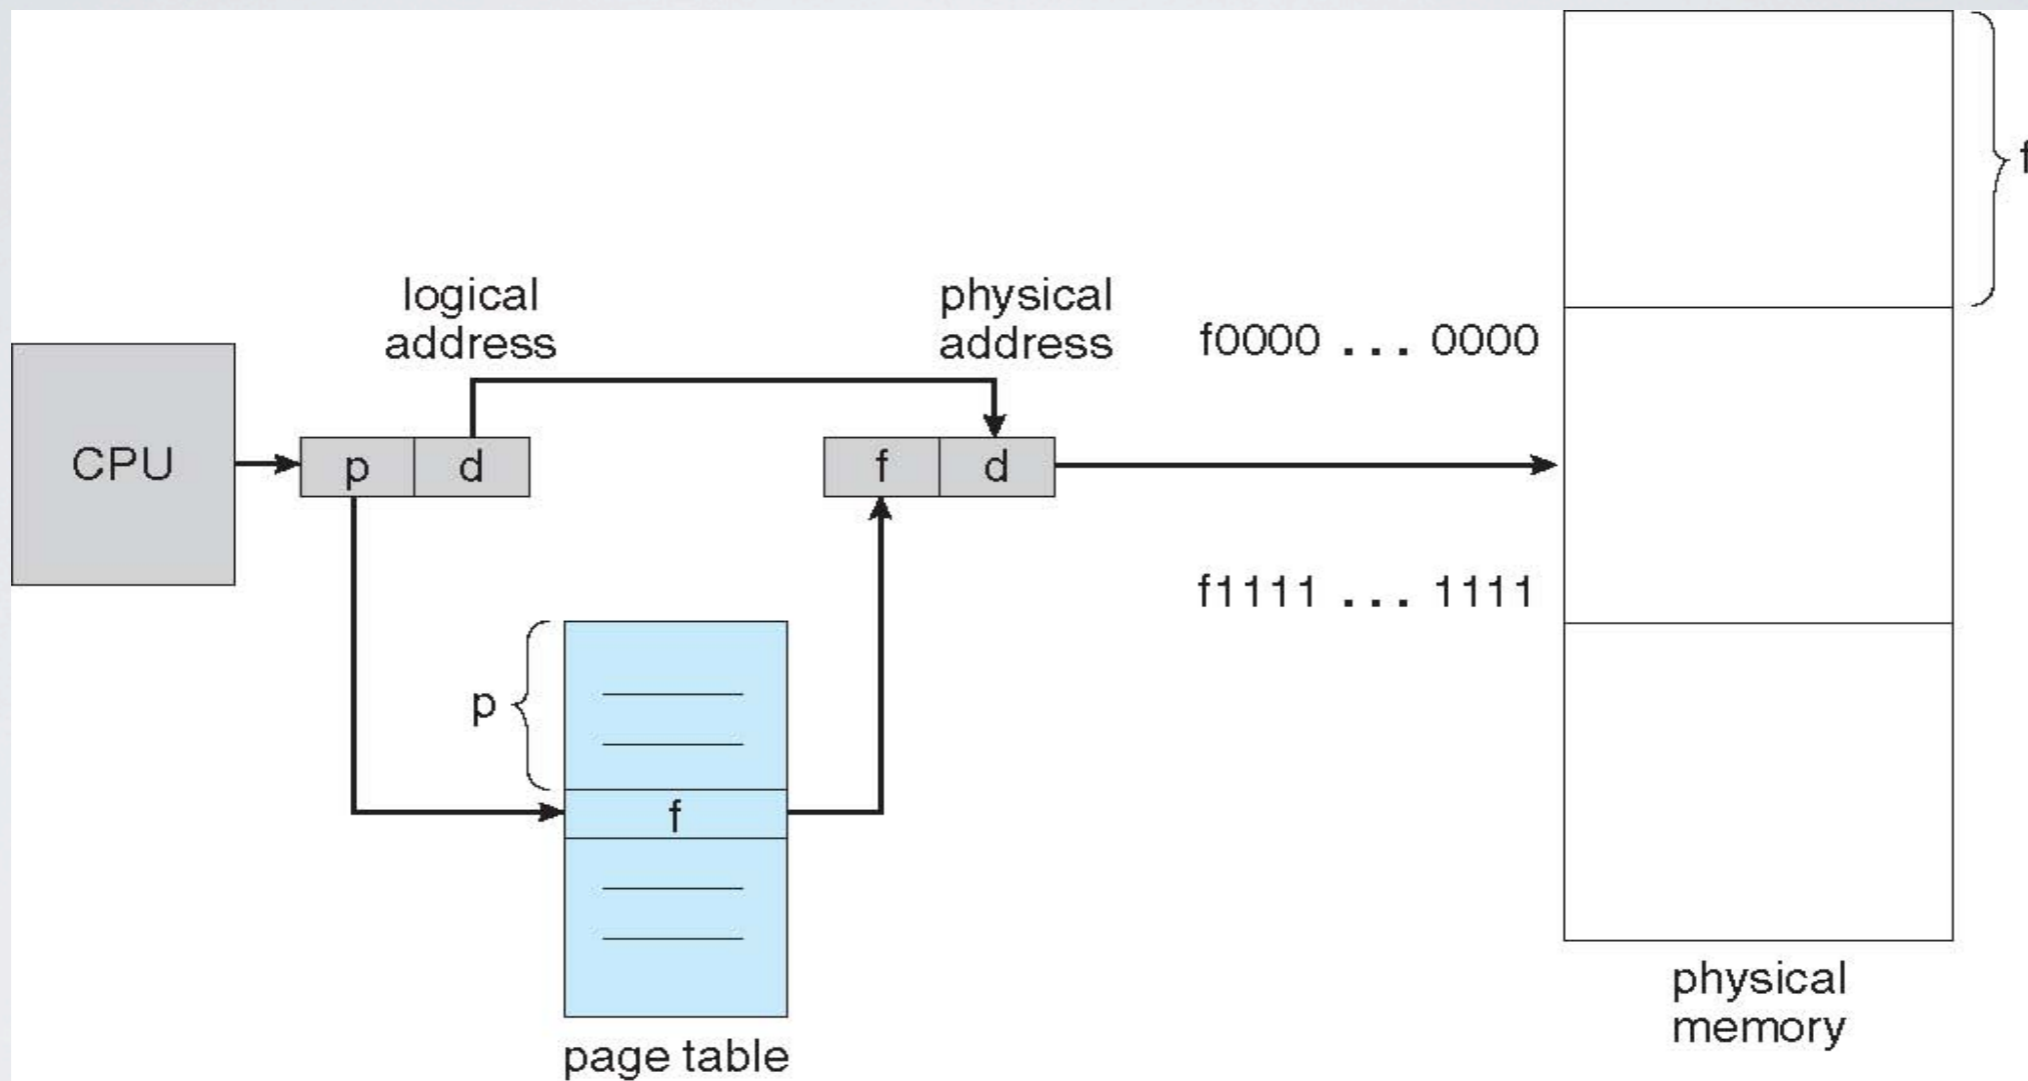 f
logical
address
physical
address
f0000 ... 0000
CPU
p
d
f
d
f1111 ... 1111
p
f
page table
physical
memory